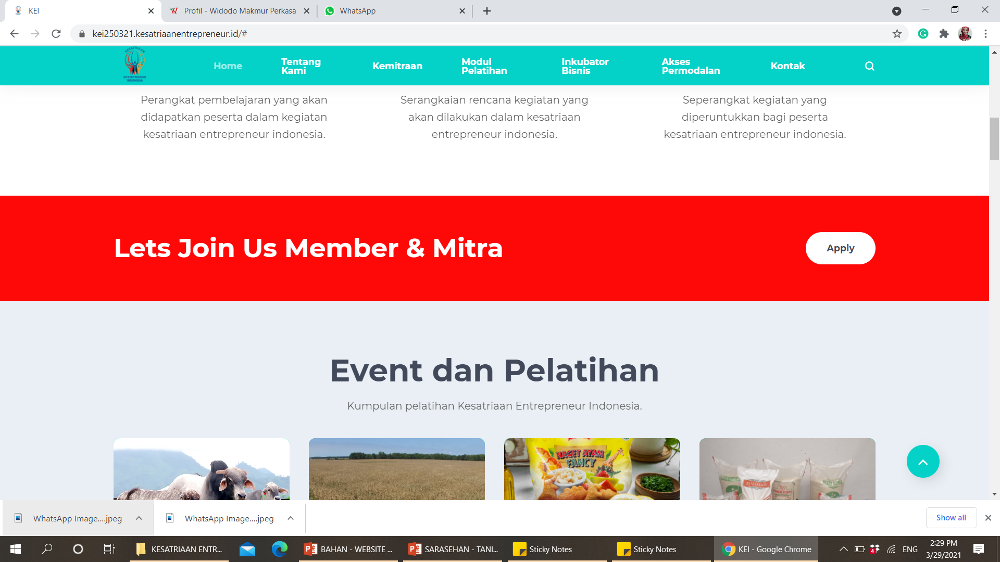 KEI
Profil - Widodo Makmur Perkasa
WhatsApp
kei250321.kesatriaanentrepreneur.id/#
KESATRIAAN
ENTREPRENEUR
INDONESIA
Home
Tentang
Kami
Kemitraan
Modul
Pelatihan
Inkubator
Bisnis
Akses
Permodalan
Kontak
Perangkat pembelajaran yang akan
didapatkan peserta dalam kegiatan
kesatriaan entrepreneur indonesia.
Serangkaian rencana kegiatan yang
akan dilakukan dalam kesatriaan
entrepreneur indonesia.
Seperangkat kegiatan yang
diperuntukkan bagi peserta
kesatriaan entrepreneur indonesia.
Lets Join Us Member & Mitra
Apply
Event dan Pelatihan
Kumpulan pelatihan Kesatriaan Entrepreneur Indonesia.
NAGET AYAM
FANCY
PULOSARI
WhatsApp Image....jpeg
WhatsApp Image....jpeg
Show all
KESATRIAAN ENTR...
BAHAN - WEBSITE ...
SARASEHAN - TANI...
Sticky Notes
Sticky Notes
KEI - Google Chrome
4
ENG
2:29 PM
3/29/2021